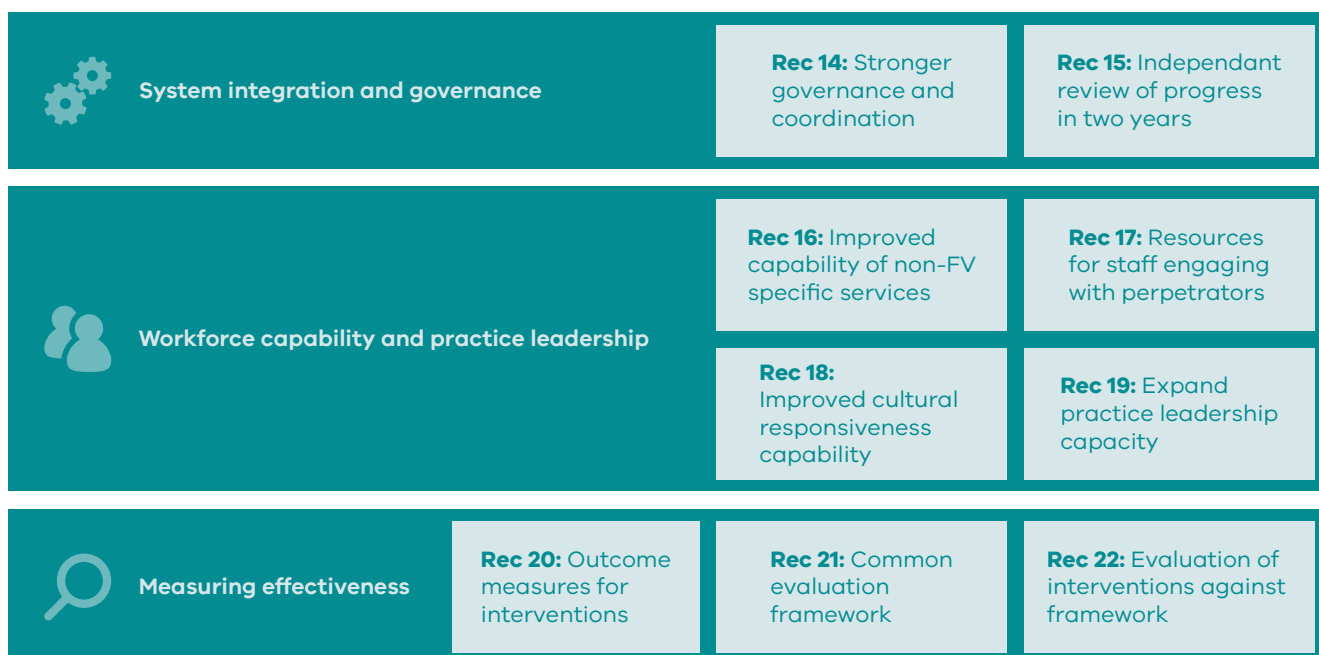 System integration and governance
Rec 14: Stronger
governance and
coordination
Rec 15: Independant
review of progress
in two years
Workforce capability and practice leadership
Rec 16: Improved
capability of non-FV
specific services
Rec 17: Resources
for staff engaging
with perpetrators
Rec 18:
Improved cultural
responsiveness
capability
Rec 19: Expand
practice leadership
capacity
Measuring effectiveness
Rec 20: Outcome
measures for
interventions
Rec 21: Common
evaluation
framework
Rec 22: Evaluation of
interventions against
framework